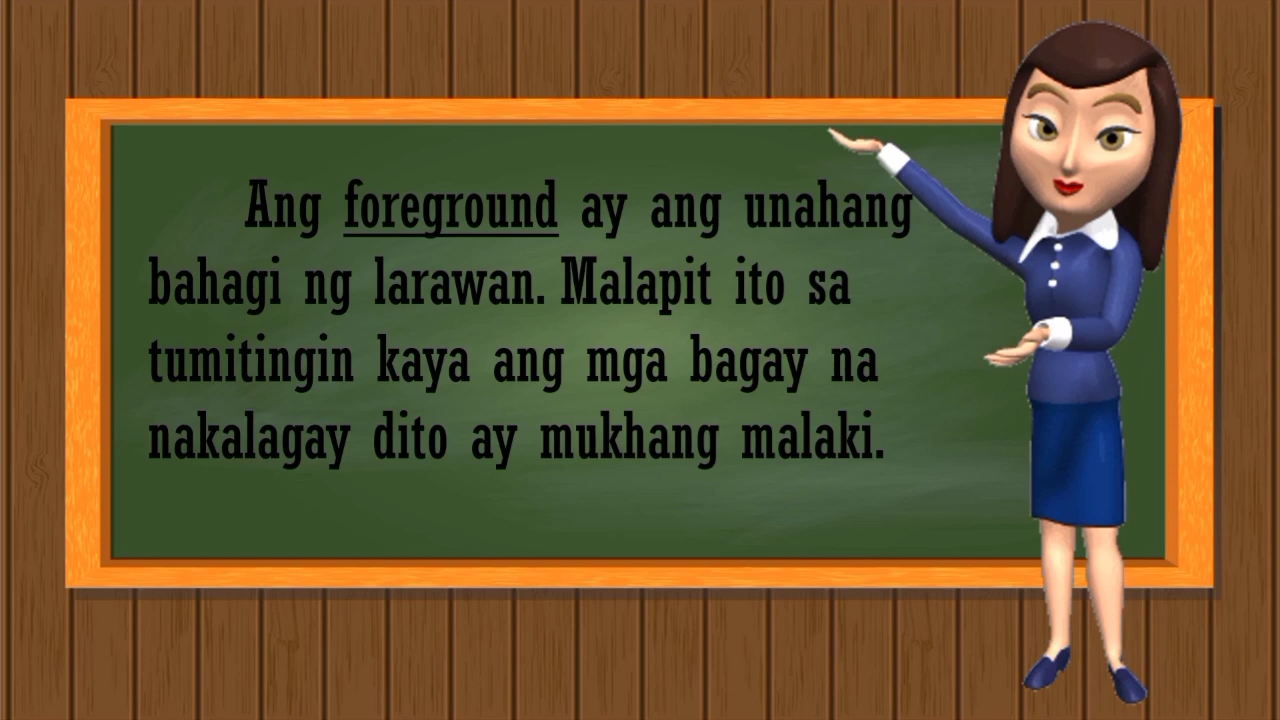 Ang foreground ay ang unahang
bahagi ng larawan. Malapit ito sa
tumitingin kaya ang mga bagay na
nakalagay dito ay mukhang malaki.